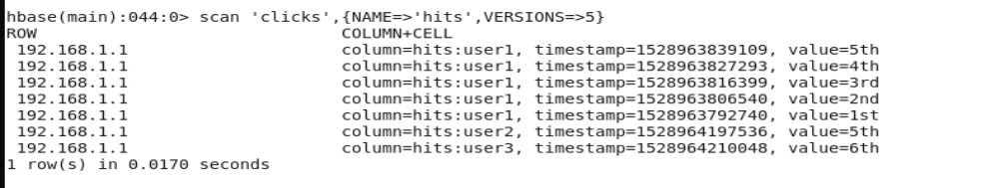 hbase(main):044:0> scan 'clicks',{NAME=>'hits',VERSIONS=>5}
ROW COLUMN+CELL
192.168.1.1 column=hits:user1, timestamp=1528963839109, value=5th
192.168.1.1 column=hits:user1, timestamp=1528963827293, value=4th
192.168.1.1 column=hits:user1, timestamp=1528963816399, value=3rd
192.168.1.1 column=hits:user1, timestamp=1528963806540, value=2nd
192.168.1.1 column=hits:user1, timestamp=1528963792740, value=1st
192.168.1.1 column=hits:user2, timestamp=1528964197536, value=5th
192.168.1.1 column=hits:user3, timestamp=1528964210048, value=6th
1 row(s) in 0.0170 seconds